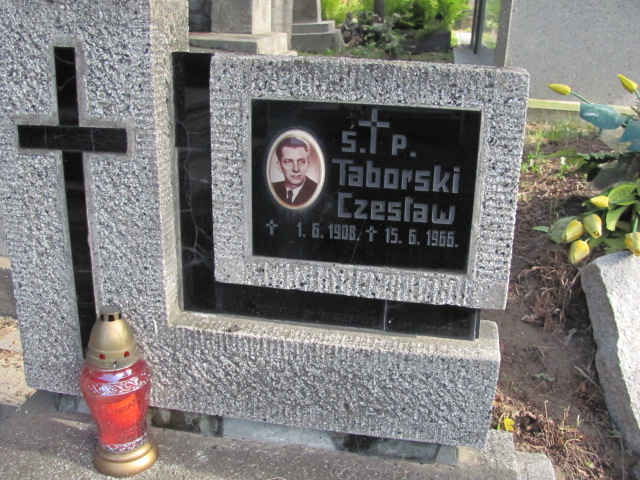 Ś. P.
Taborski
Czesław
1. 6. 1908. 15. 6. 1966.